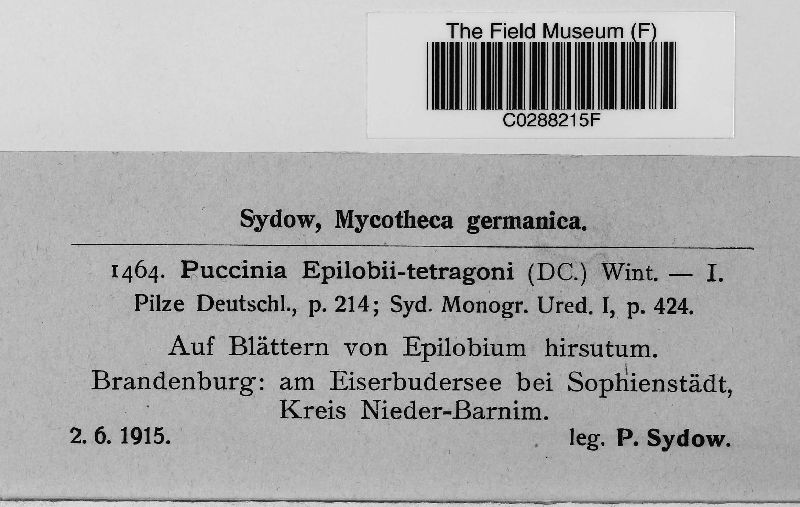 The Field Museum (F)
C0288215F
Sydow, Mycotheca germanica.
1464. Puccinia Epilobii-tetragoni (DC.) Wint. — I.
Pilze Deutschl., p. 214; Syd. Monogr. Ured. I, p. 424.
Auf Blättern von Epilobium hirsutum.
Brandenburg: am Eiserbudersee bei Sophienstädt,
Kreis Nieder-Barnim.
2. 6. 1915. leg. P. Sydow.